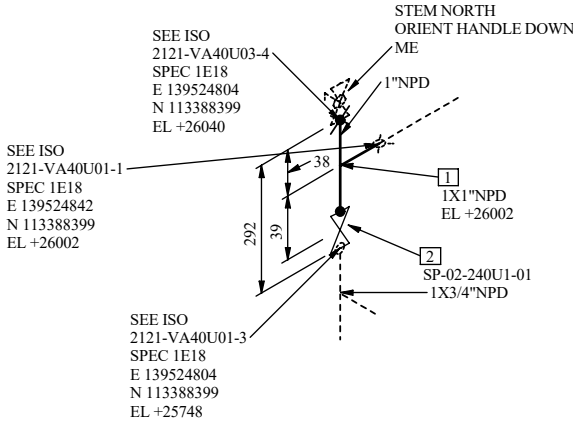 STEM NORTH
ORIENT HANDLE DOWN
ME
SEE ISO
2121-VA40U03-4
SPEC 1E18
E 139524804
N 113388399
EL +26040
1"NPD
SEE ISO
2121-VA40U01-1
SPEC 1E18
E 139524842
N 113388399
EL +26002
38
1
1X1"NPD
EL +26002
292
39
2
SP-02-240U1-01
1X3/4"NPD
SEE ISO
2121-VA40U01-3
SPEC 1E18
E 139524804
N 113388399
EL +25748